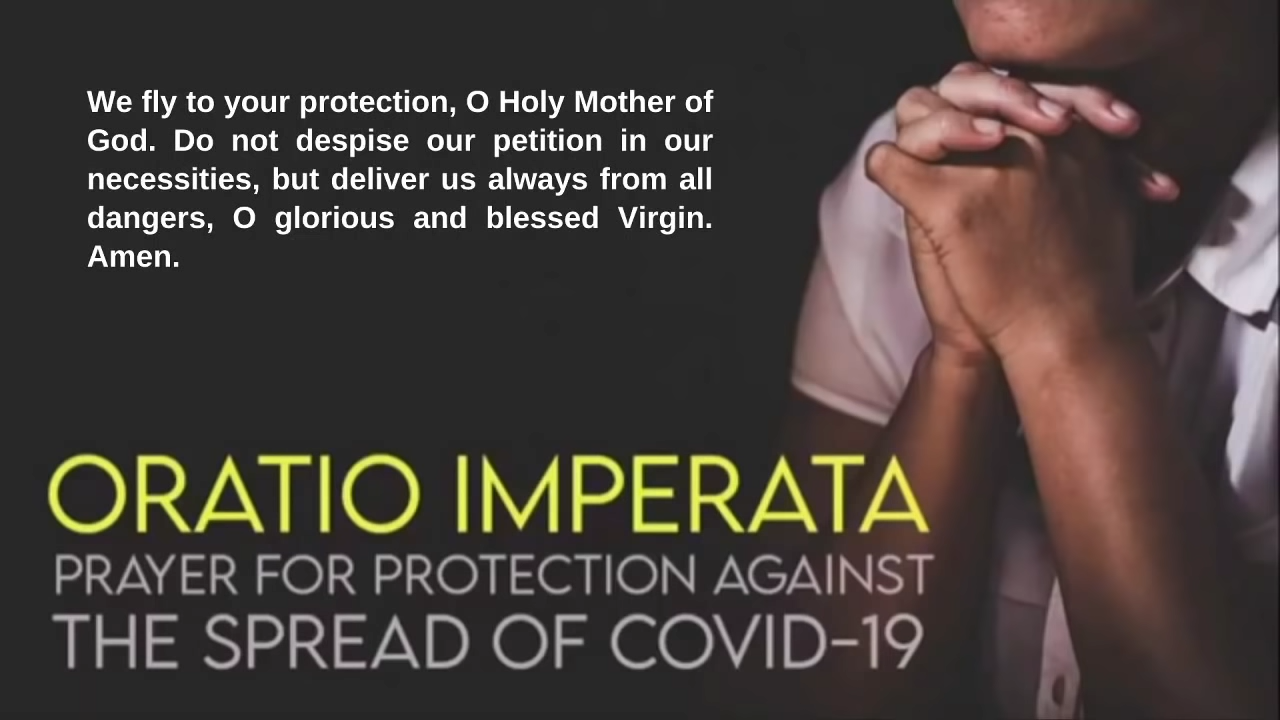 We fly to your protection, O Holy Mother of
God. Do not despise our petition in our
necessities, but deliver us always from all
dangers, O glorious and blessed Virgin.
Amen.
ORATIO IMPERATA
PRAYER FOR PROTECTION AGAINST
THE SPREAD OF COVID-19